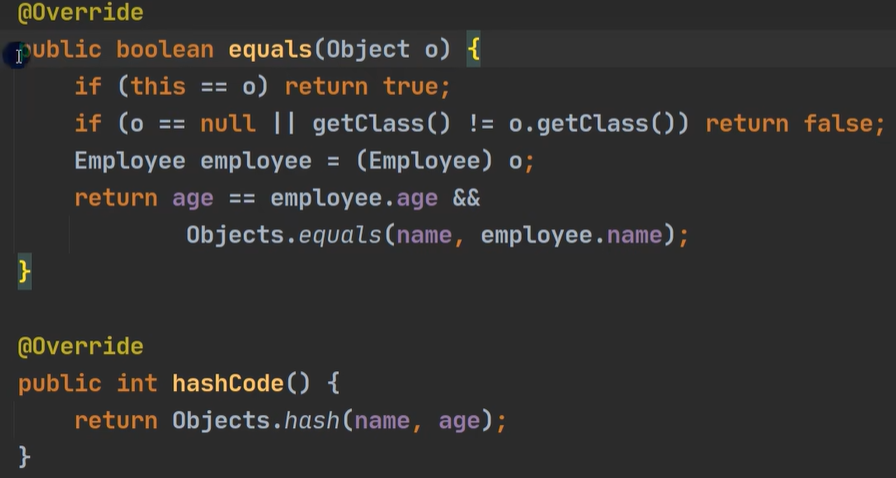 @Override
public boolean equals(Object o) {
if (this == o) return true;
if (o == null || getClass() != o.getClass()) return false;
Employee employee = (Employee) o;
return age == employee.age &&
Objects.equals(name, employee.name);
}
@Override
public int hashCode() {
return Objects.hash(name, age);
}